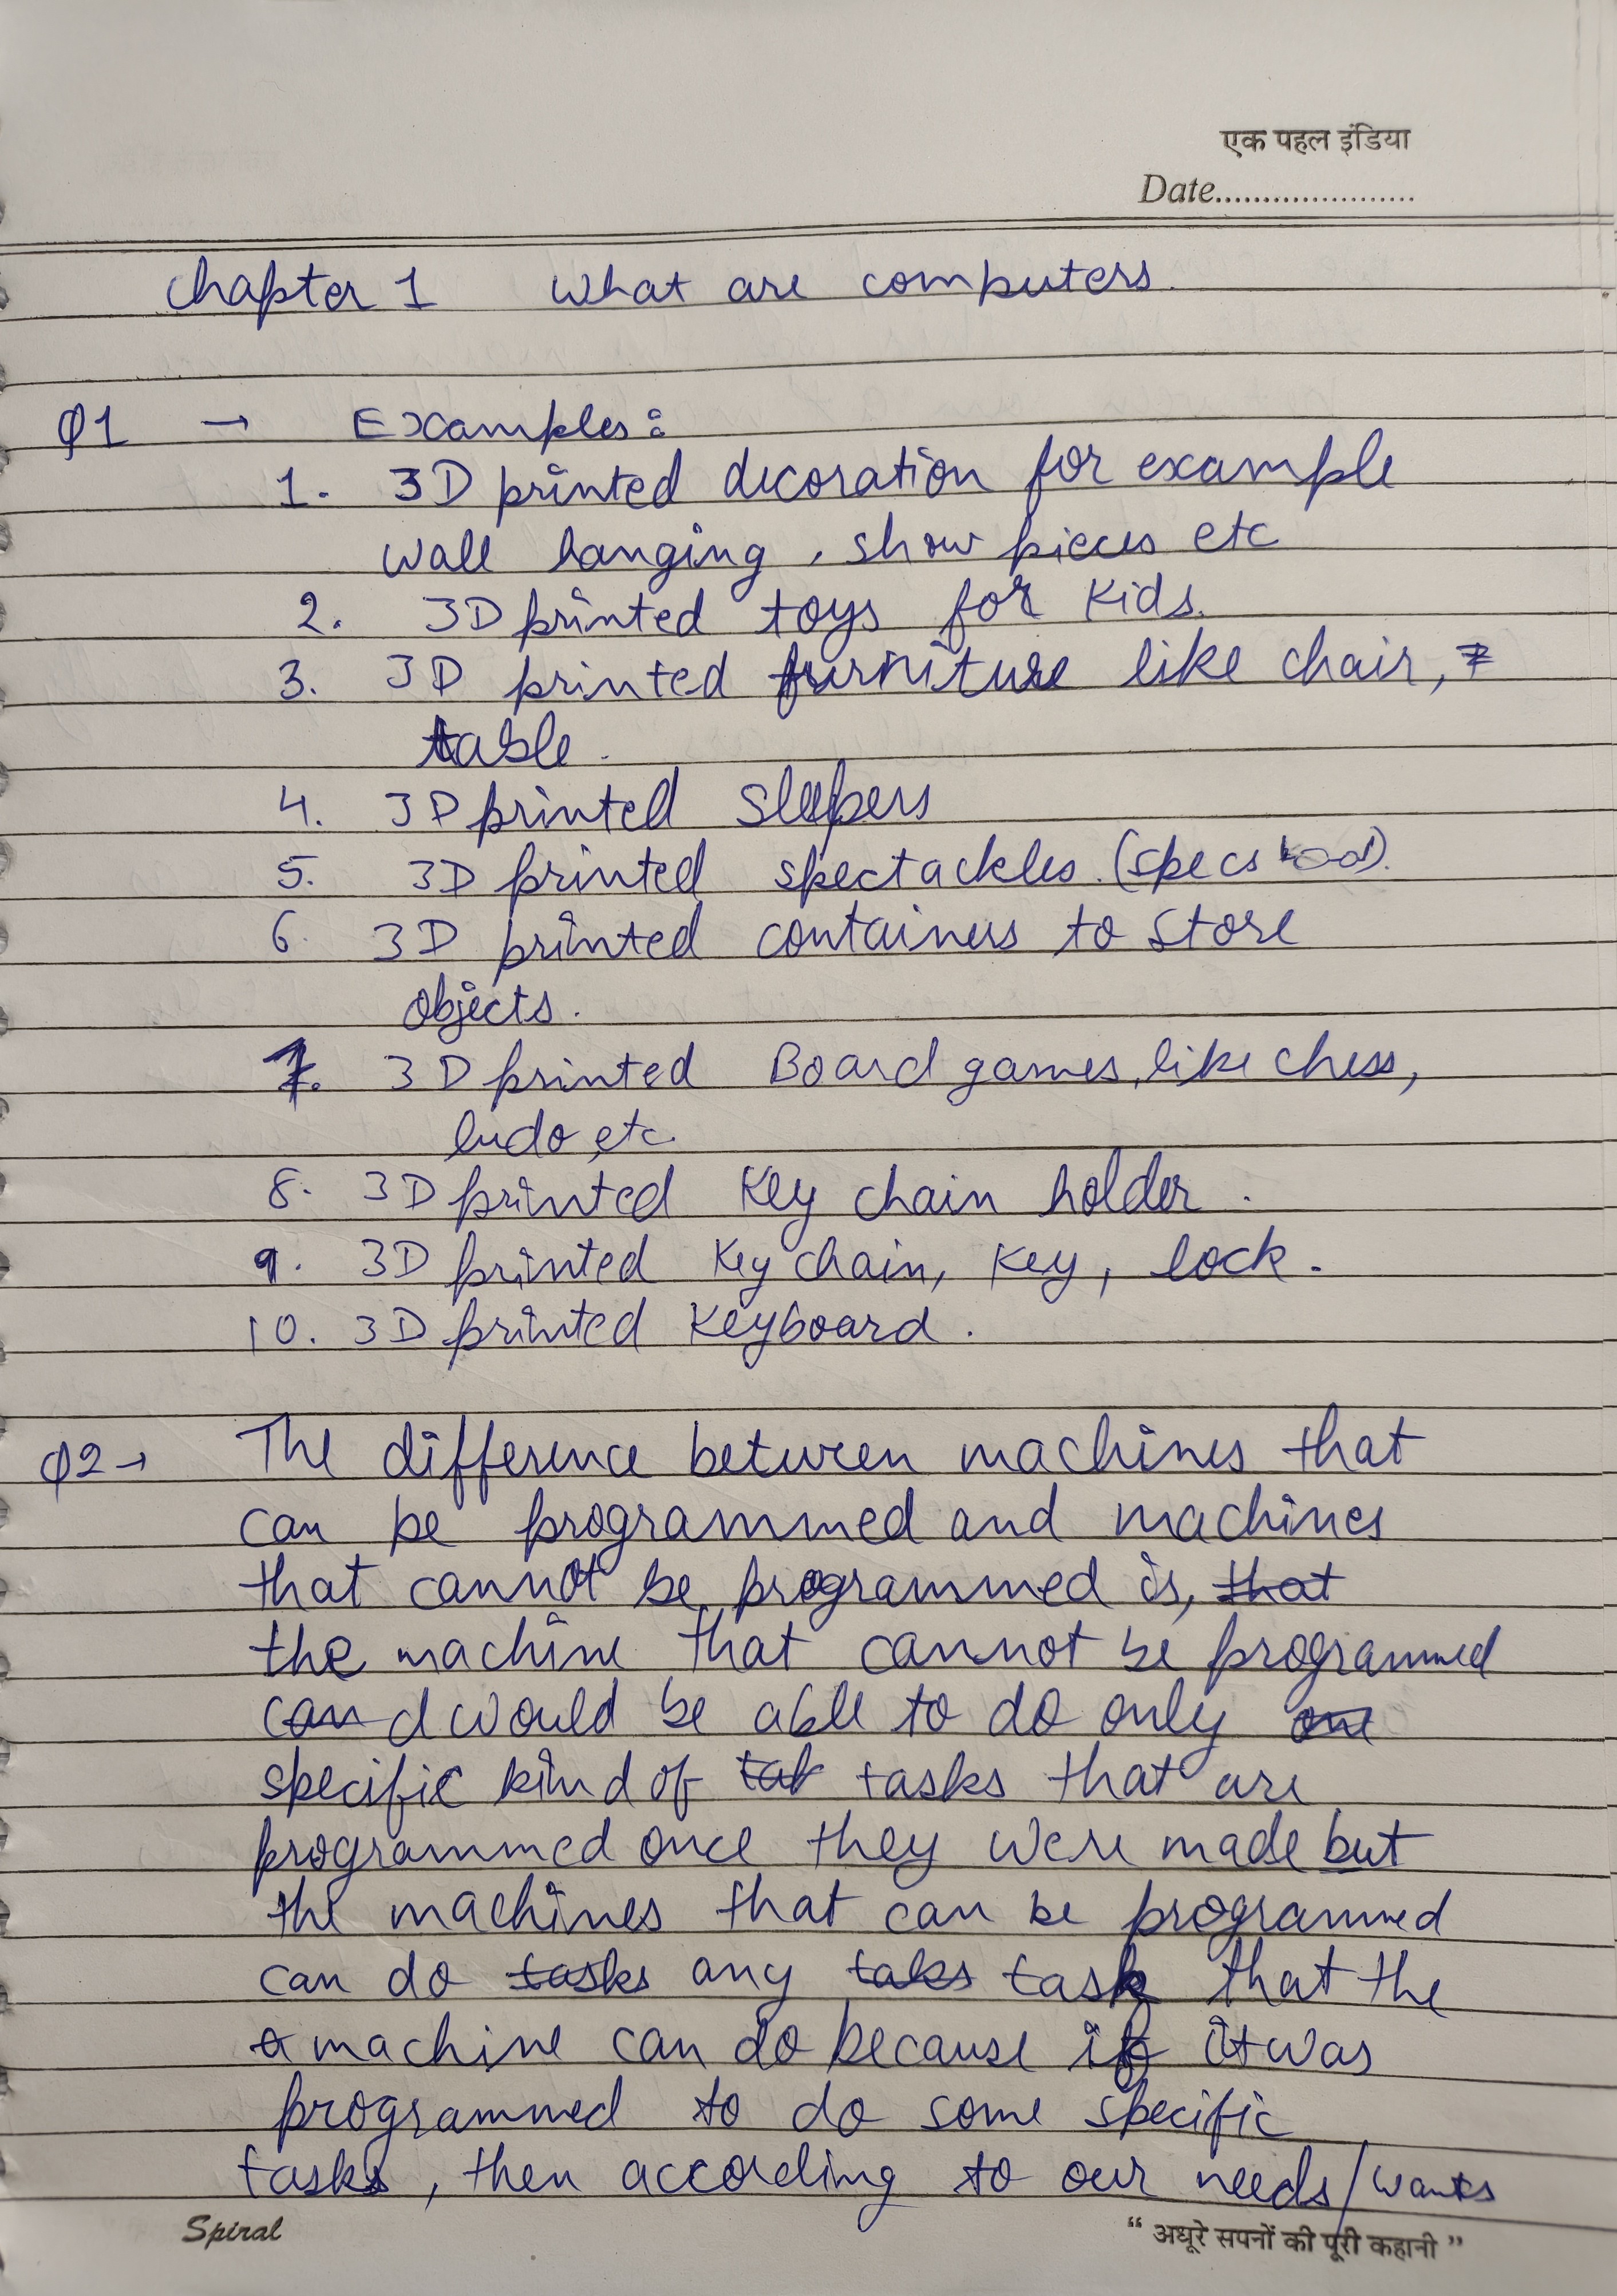 एक पहल इंडिया
Date......................
Chapter 1 What are computers.
Q1 → Examples:
1. 3D printed decoration for example
wall hanging, show pieces etc
2. 3D printed toys for kids.
3. 3D printed furniture like chair,
table.
4. 3D printed sleepers
5. 3D printed spectackles. (specs
6. 3D printed containers to store
objects.
7. 3D printed Board games, like chess,
ludo, etc.
8. 3D printed key chain holder.
9. 3D printed key chain, key, lock.
10. 3D printed keyboard.
Q2→ The difference between machines that
can be programmed and machines
that cannot be programmed is, that
the machine that cannot be programmed
can would be able to do only one
specific kind of tasks that are
programmed once they were made but
the machines that can be programmed
can do tasks any taks task that the
a machine can do because it was
programmed to do some specific
tasks, then according to our needs/wants
Spiral
“ अधूरे सपनों की पूरी कहानी ”